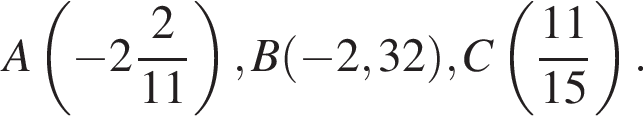 A(−2 2/11), B(−2,32), C(11/15).